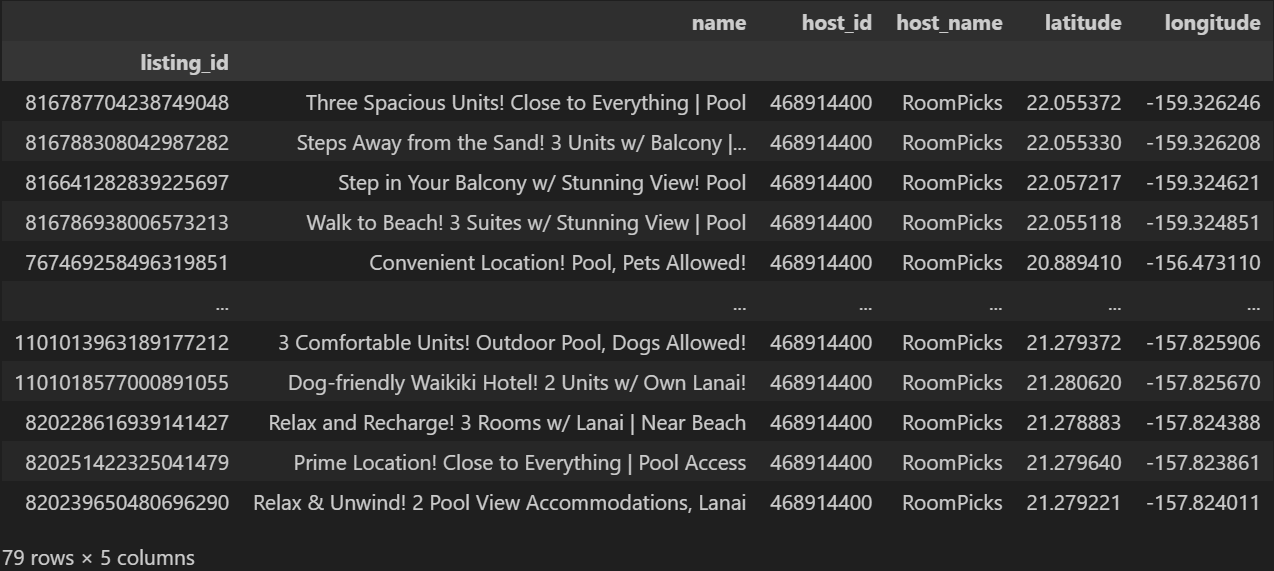 name host_id host_name latitude longitude
listing_id
816787704238749048 Three Spacious Units! Close to Everything | Pool 468914400 RoomPicks 22.055372 -159.326246
816788308042987282 Steps Away from the Sand! 3 Units w/ Balcony |... 468914400 RoomPicks 22.055330 -159.326208
816641282839225697 Step in Your Balcony w/ Stunning View! Pool 468914400 RoomPicks 22.057217 -159.324621
816786938006573213 Walk to Beach! 3 Suites w/ Stunning View | Pool 468914400 RoomPicks 22.055118 -159.324851
767469258496319851 Convenient Location! Pool, Pets Allowed! 468914400 RoomPicks 20.889410 -156.473110
... ... ... ... ... ...
1101013963189177212 3 Comfortable Units! Outdoor Pool, Dogs Allowed! 468914400 RoomPicks 21.279372 -157.825906
1101018577000891055 Dog-friendly Waikiki Hotel! 2 Units w/ Own Lanai! 468914400 RoomPicks 21.280620 -157.825670
820228616939141427 Relax and Recharge! 3 Rooms w/ Lanai | Near Beach 468914400 RoomPicks 21.278883 -157.824388
820251422325041479 Prime Location! Close to Everything | Pool Access 468914400 RoomPicks 21.279640 -157.823861
820239650480696290 Relax & Unwind! 2 Pool View Accommodations, Lanai 468914400 RoomPicks 21.279221 -157.824011
79 rows × 5 columns